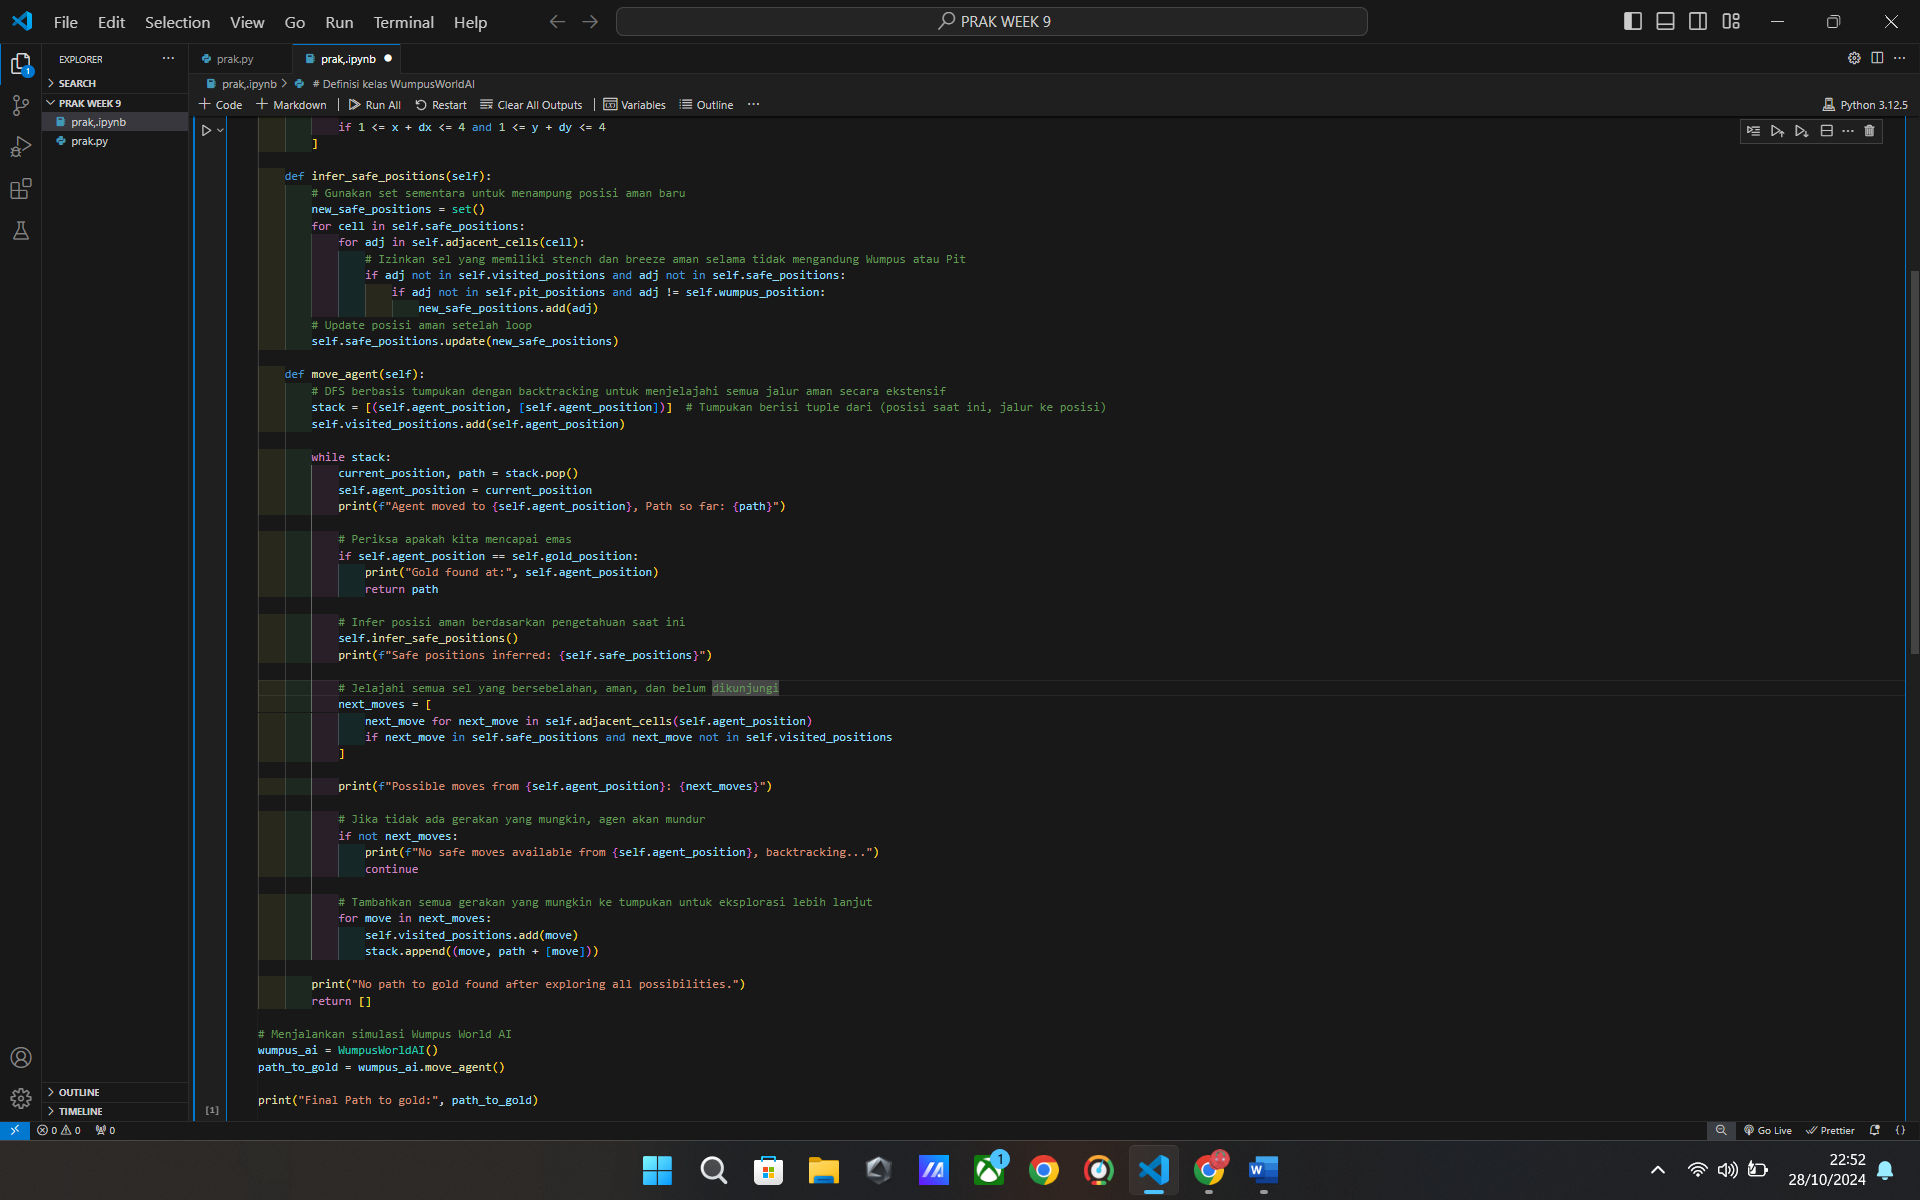 File Edit Selection View Go Run Terminal Help
PRAK WEEK 9
EXPLORER
SEARCH
PRAK WEEK 9
prak,.ipynb
prak.py
OUTLINE
TIMELINE
prak.py
prak,.ipynb
prak,.ipynb > # Definisi kelas WumpusWorldAI
Code Markdown Run All Restart Clear All Outputs Variables Outline
Python 3.12.5
if 1 <= x + dx <= 4 and 1 <= y + dy <= 4
]
def infer_safe_positions(self):
# Gunakan set sementara untuk menampung posisi aman baru
new_safe_positions = set()
for cell in self.safe_positions:
for adj in self.adjacent_cells(cell):
# Izinkan sel yang memiliki stench dan breeze aman selama tidak mengandung Wumpus atau Pit
if adj not in self.visited_positions and adj not in self.safe_positions:
if adj not in self.pit_positions and adj != self.wumpus_position:
new_safe_positions.add(adj)
# Update posisi aman setelah loop
self.safe_positions.update(new_safe_positions)
def move_agent(self):
# DFS berbasis tumpukan dengan backtracking untuk menjelajahi semua jalur aman secara ekstensif
stack = [(self.agent_position, [self.agent_position])] # Tumpukan berisi tuple dari (posisi saat ini, jalur ke posisi)
self.visited_positions.add(self.agent_position)
while stack:
current_position, path = stack.pop()
self.agent_position = current_position
print(f"Agent moved to {self.agent_position}, Path so far: {path}")
# Periksa apakah kita mencapai emas
if self.agent_position == self.gold_position:
print("Gold found at:", self.agent_position)
return path
# Infer posisi aman berdasarkan pengetahuan saat ini
self.infer_safe_positions()
print(f"Safe positions inferred: {self.safe_positions}")
# Jelajahi semua sel yang bersebelahan, aman, dan belum dikunjungi
next_moves = [
next_move for next_move in self.adjacent_cells(self.agent_position)
if next_move in self.safe_positions and next_move not in self.visited_positions
]
print(f"Possible moves from {self.agent_position}: {next_moves}")
# Jika tidak ada gerakan yang mungkin, agen akan mundur
if not next_moves:
print(f"No safe moves available from {self.agent_position}, backtracking...")
continue
# Tambahkan semua gerakan yang mungkin ke tumpukan untuk eksplorasi lebih lanjut
for move in next_moves:
self.visited_positions.add(move)
stack.append((move, path + [move]))
print("No path to gold found after exploring all possibilities.")
return []
# Menjalankan simulasi Wumpus World AI
wumpus_ai = WumpusWorldAI()
path_to_gold = wumpus_ai.move_agent()
print("Final Path to gold:", path_to_gold)
[1]
0 0 0
Go Live Prettier
1
22:52
28/10/2024